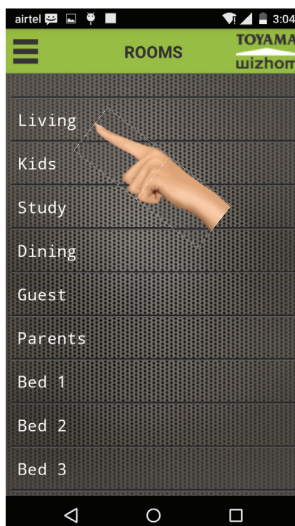 airtel 3:04
ROOMS
TOYAMA
wizhom
Living
Kids
Study
Dining
Guest
Parents
Bed 1
Bed 2
Bed 3